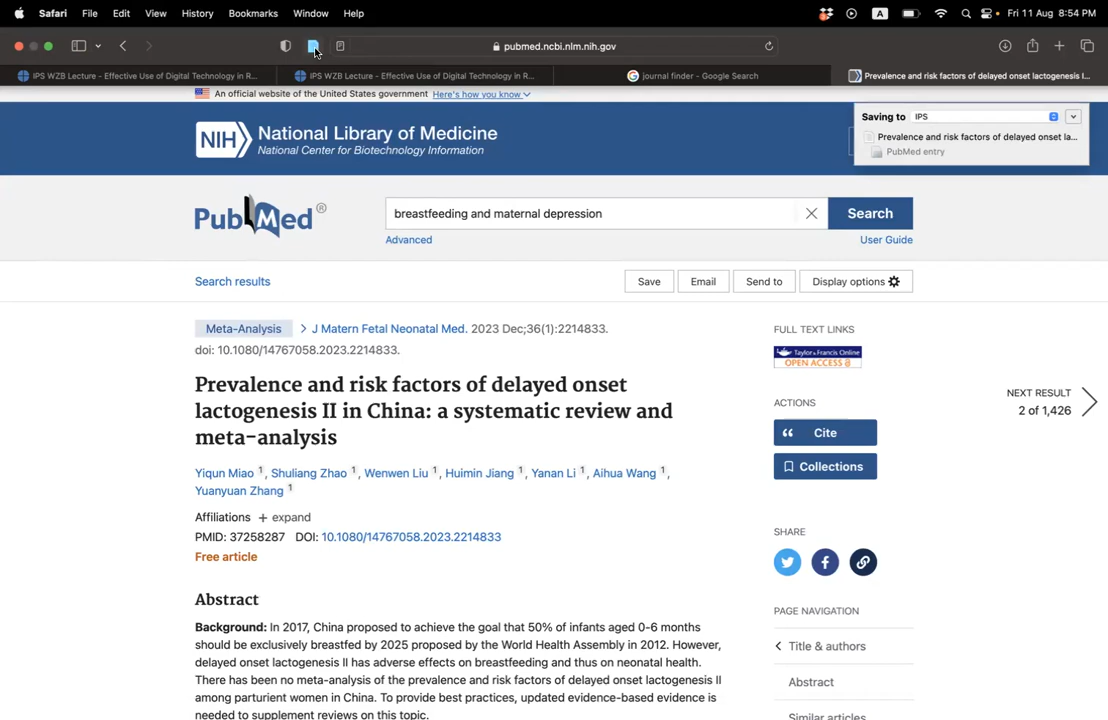 Safari File Edit View History Bookmarks Window Help A Fri 11 Aug 8:54 PM
pubmed.ncbi.nlm.nih.gov
IPS WZB Lecture - Effective Use of Digital Technology in R... IPS WZB Lecture - Effective Use of Digital Technology in R... journal finder - Google Search Prevalence and risk factors of delayed onset lactogenesis I...
An official website of the United States government Here's how you know
Saving to IPS
Prevalence and risk factors of delayed onset la...
PubMed entry
NIH National Library of Medicine
National Center for Biotechnology Information
PubMed®
breastfeeding and maternal depression
Search
Advanced
User Guide
Search results
Save Email Send to Display options
Meta-Analysis J Matern Fetal Neonatal Med. 2023 Dec;36(1):2214833.
doi: 10.1080/14767058.2023.2214833.
Prevalence and risk factors of delayed onset
lactogenesis II in China: a systematic review and
meta-analysis
Yiqun Miao 1, Shuliang Zhao 1, Wenwen Liu 1, Huimin Jiang 1, Yanan Li 1, Aihua Wang 1,
Yuanyuan Zhang 1
Affiliations + expand
PMID: 37258287 DOI: 10.1080/14767058.2023.2214833
Free article
Abstract
Background: In 2017, China proposed to achieve the goal that 50% of infants aged 0-6 months
should be exclusively breastfed by 2025 proposed by the World Health Assembly in 2012. However,
delayed onset lactogenesis II has adverse effects on breastfeeding and thus on neonatal health.
There has been no meta-analysis of the prevalence and risk factors of delayed onset lactogenesis II
among parturient women in China. To provide best practices, updated evidence-based evidence is
needed to supplement reviews on this topic.
FULL TEXT LINKS
Taylor & Francis Online
OPEN ACCESS
ACTIONS
Cite
Collections
NEXT RESULT
2 of 1,426
SHARE
PAGE NAVIGATION
Title & authors
Abstract
Similar articles